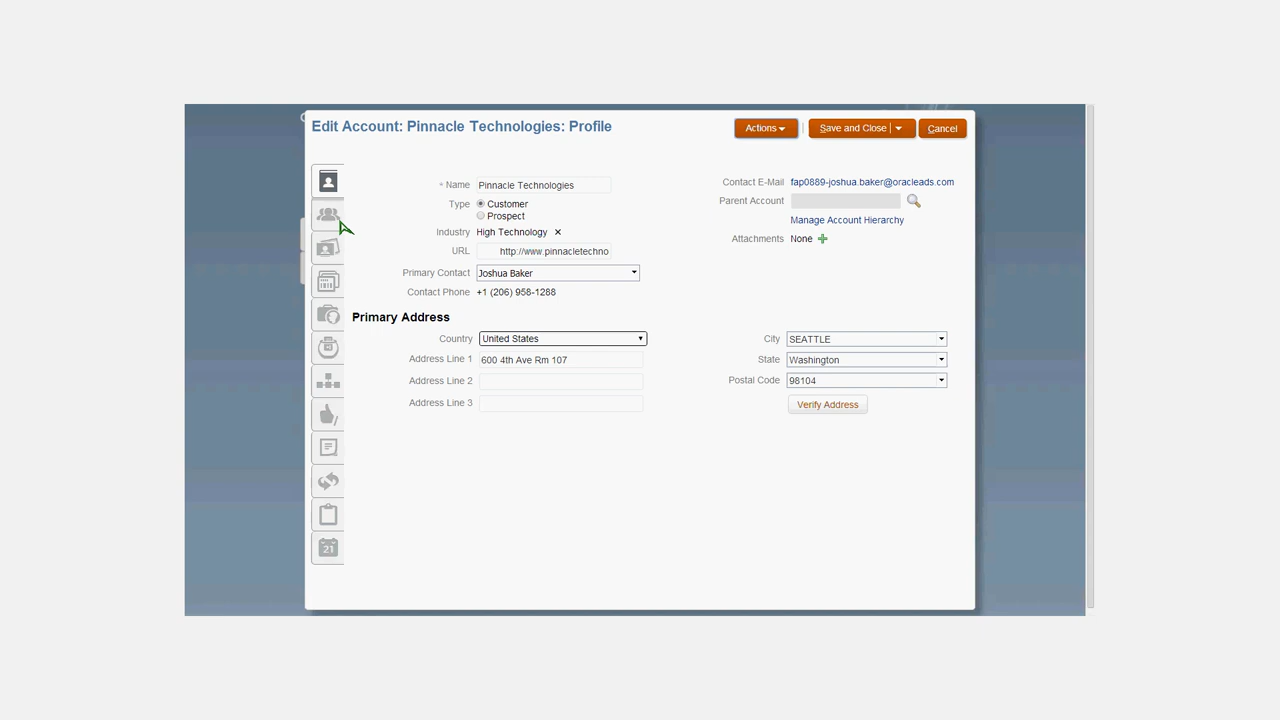 Edit Account: Pinnacle Technologies: Profile
Actions
Save and Close
Cancel
* Name Pinnacle Technologies
Type Customer
Prospect
Industry High Technology ✕
URL http://www.pinnacletechno
Primary Contact Joshua Baker
Contact Phone +1 (206) 958-1288
Contact E-Mail fap0889-joshua.baker@oracleads.com
Parent Account
Manage Account Hierarchy
Attachments None
Primary Address
Country United States
Address Line 1 600 4th Ave Rm 107
Address Line 2
Address Line 3
City SEATTLE
State Washington
Postal Code 98104
Verify Address
21